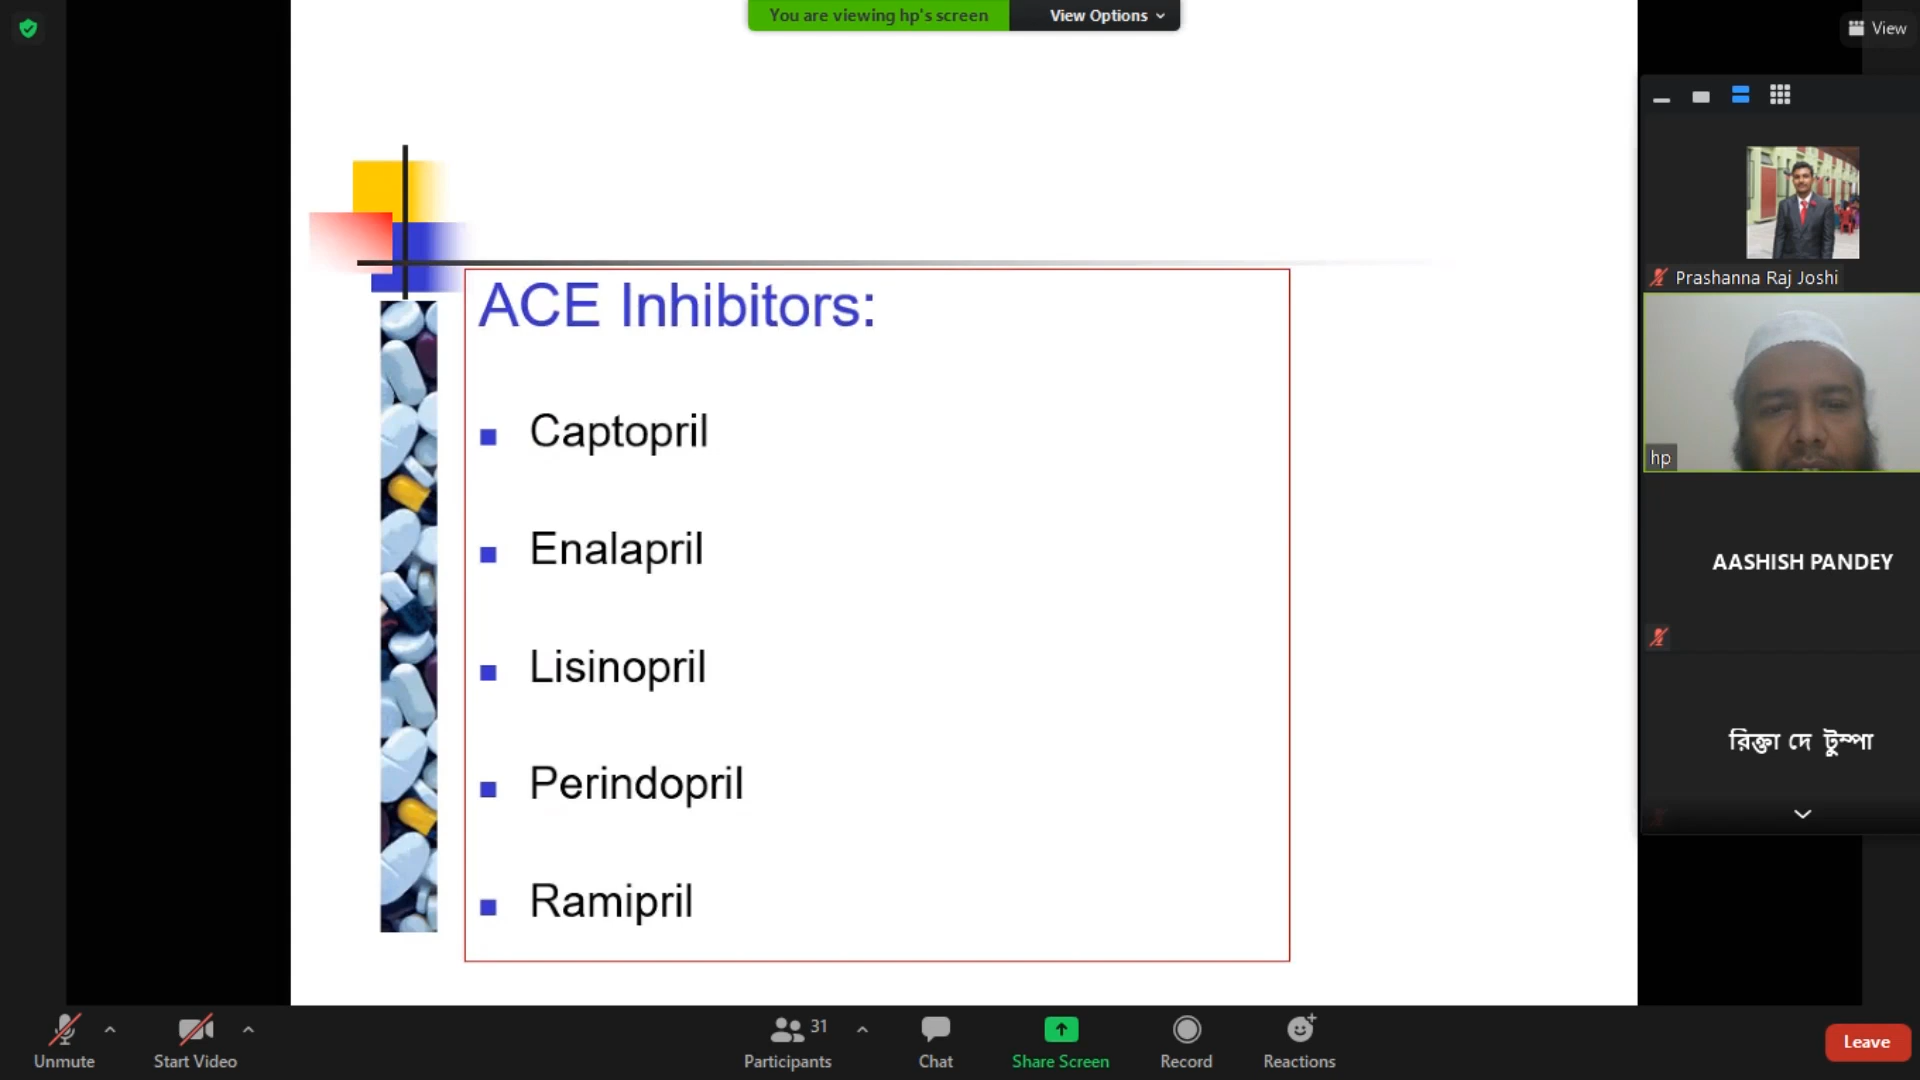 You are viewing hp's screen
View Options
View
ACE Inhibitors:
Captopril
Enalapril
Lisinopril
Perindopril
Ramipril
Prashanna Raj Joshi
hp
AASHISH PANDEY
রিক্তা দে টুম্পা
Unmute
Start Video
31
Participants
Chat
Share Screen
Record
Reactions
Leave